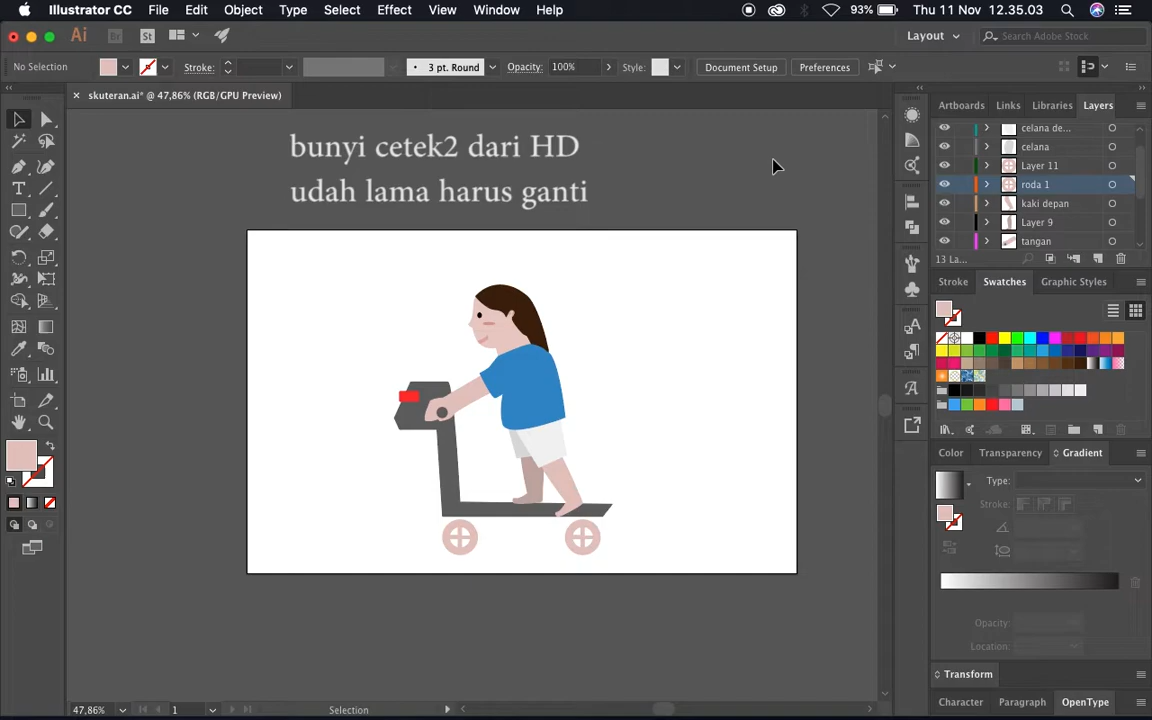 Illustrator CC File Edit Object Type Select Effect View Window Help 93% Thu 11 Nov 12.35.03
Ai Br St Layout Search Adobe Stock
No Selection Stroke: 3 pt. Round Opacity: 100% Style: Document Setup Preferences
skuteran.ai* @ 47,86% (RGB/GPU Preview)
Artboards Links Libraries Layers
bunyi cetek2 dari HD
udah lama harus ganti
celana de...
celana
Layer 11
roda 1
kaki depan
Layer 9
tangan
13 La...
Stroke Swatches Graphic Styles
Color Transparency Gradient
Type:
Stroke:
Opacity:
Location:
Transform
Character Paragraph OpenType
47,86% 1 Selection